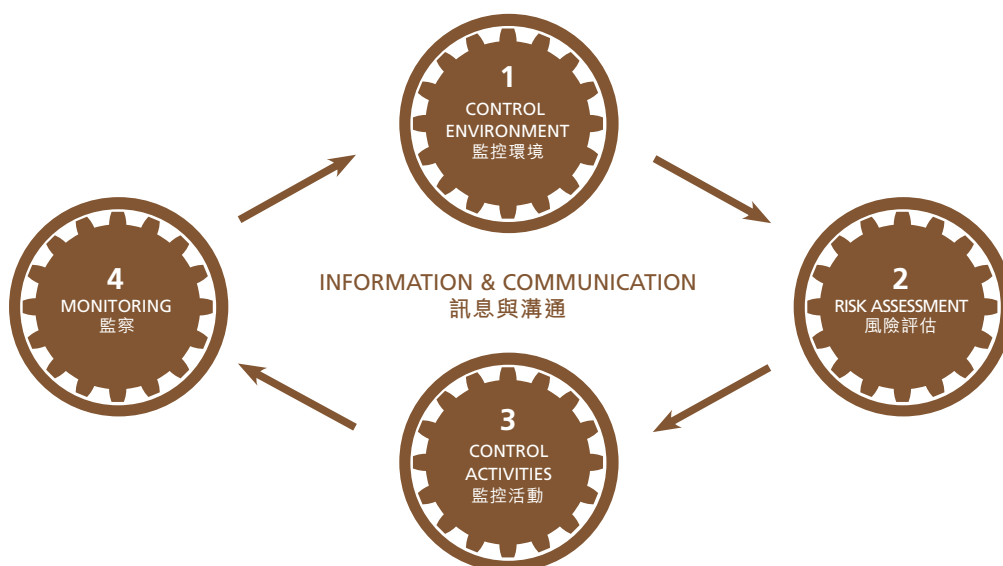 1
CONTROL
ENVIRONMENT
監控環境
4
MONITORING
監察
INFORMATION & COMMUNICATION
訊息與溝通
2
RISK ASSESSMENT
風險評估
3
CONTROL
ACTIVITIES
監控活動